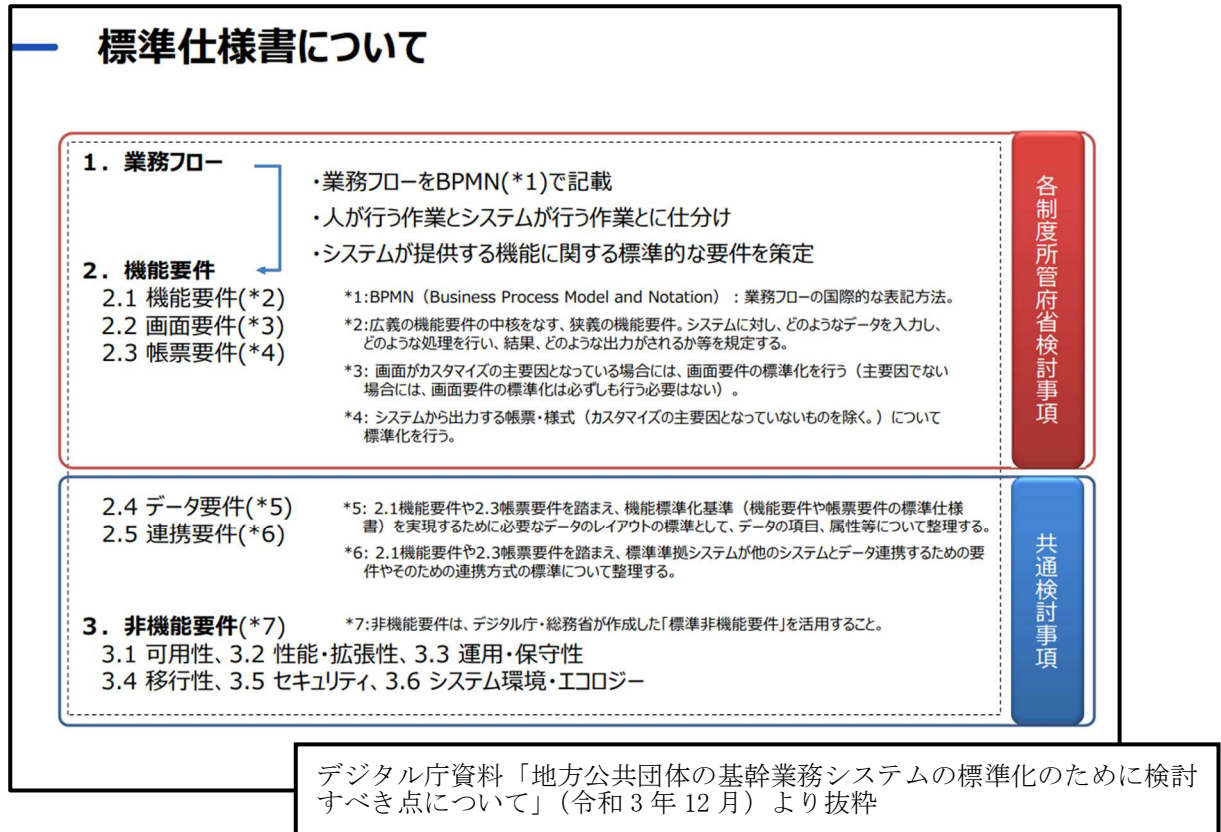 標準仕様書について
1．業務フロー
・業務フローをBPMN(*1)で記載
・人が行う作業とシステムが行う作業とに仕分け
・システムが提供する機能に関する標準的な要件を策定
2．機能要件
2.1 機能要件(*2)
2.2 画面要件(*3)
2.3 帳票要件(*4)
*1:BPMN（Business Process Model and Notation）：業務フローの国際的な表記方法。
*2:広義の機能要件の中核をなす、狭義の機能要件。システムに対し、どのようなデータを入力し、
どのような処理を行い、結果、どのような出力がされるか等を規定する。
*3: 画面がカスタマイズの主要因となっている場合には、画面要件の標準化を行う（主要因でない
場合には、画面要件の標準化は必ずしも行う必要はない）。
*4: システムから出力する帳票・様式（カスタマイズの主要因となっていないものを除く。）について
標準化を行う。
各制度所管府省検討事項
2.4 データ要件(*5)
2.5 連携要件(*6)
*5: 2.1機能要件や2.3帳票要件を踏まえ、機能標準化基準（機能要件や帳票要件の標準仕様
書）を実現するために必要なデータのレイアウトの標準として、データの項目、属性等について整理する。
*6: 2.1機能要件や2.3帳票要件を踏まえ、標準準拠システムが他のシステムとデータ連携するための要
件やそのための連携方式の標準について整理する。
3．非機能要件(*7)
*7:非機能要件は、デジタル庁・総務省が作成した「標準非機能要件」を活用すること。
3.1 可用性、3.2 性能・拡張性、3.3 運用・保守性
3.4 移行性、3.5 セキュリティ、3.6 システム環境・エコロジー
共通検討事項
デジタル庁資料「地方公共団体の基幹業務システムの標準化のために検討
すべき点について」（令和３年 12 月）より抜粋